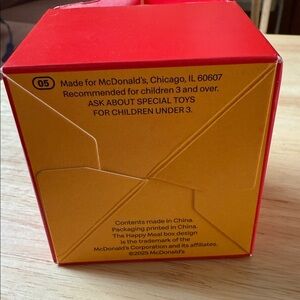 05 Made for McDonald's, Chicago, IL 60607
Recommended for children 3 and over.
ASK ABOUT SPECIAL TOYS
FOR CHILDREN UNDER 3.
Contents made in China.
Packaging printed in China.
The Happy Meal box design
is the trademark of the
McDonald's Corporation and its affiliates.
©2025 McDonald's